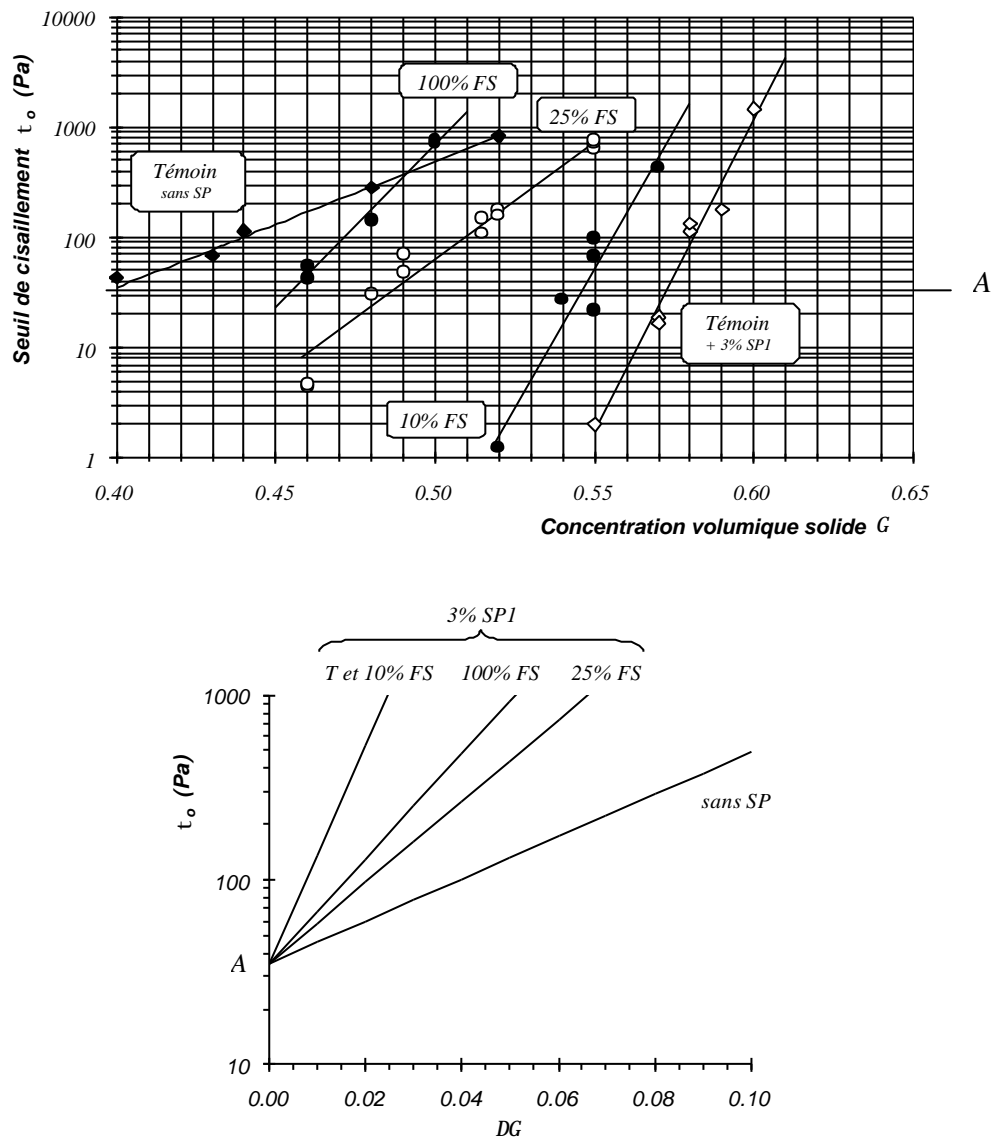 10000
1000
100
10
1
Seuil de cisaillement τo (Pa)
100% FS
25% FS
Témoin
sans SP
A
Témoin
+ 3% SP1
10% FS
0.40 0.45 0.50 0.55 0.60 0.65
Concentration volumique solide G
3% SP1
T et 10% FS 100% FS 25% FS
1000
100
A
10
τo (Pa)
sans SP
0.00 0.02 0.04 0.06 0.08 0.10
DG